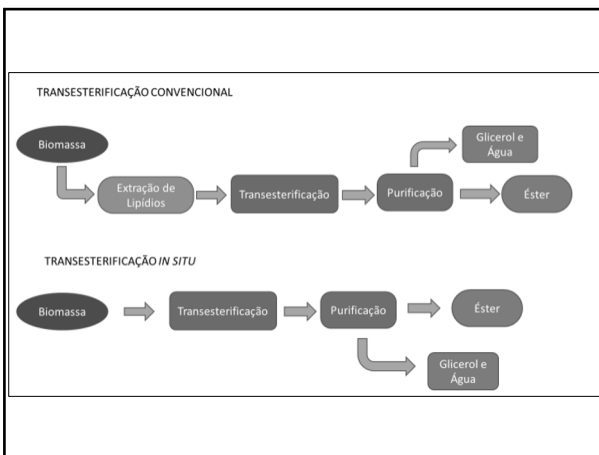 TRANSESTERIFICAÇÃO CONVENCIONAL
Biomassa
Extração de
Lipídios
Transesterificação
Purificação
Glicerol e
Água
Éster
TRANSESTERIFICAÇÃO IN SITU
Biomassa
Transesterificação
Purificação
Éster
Glicerol e
Água